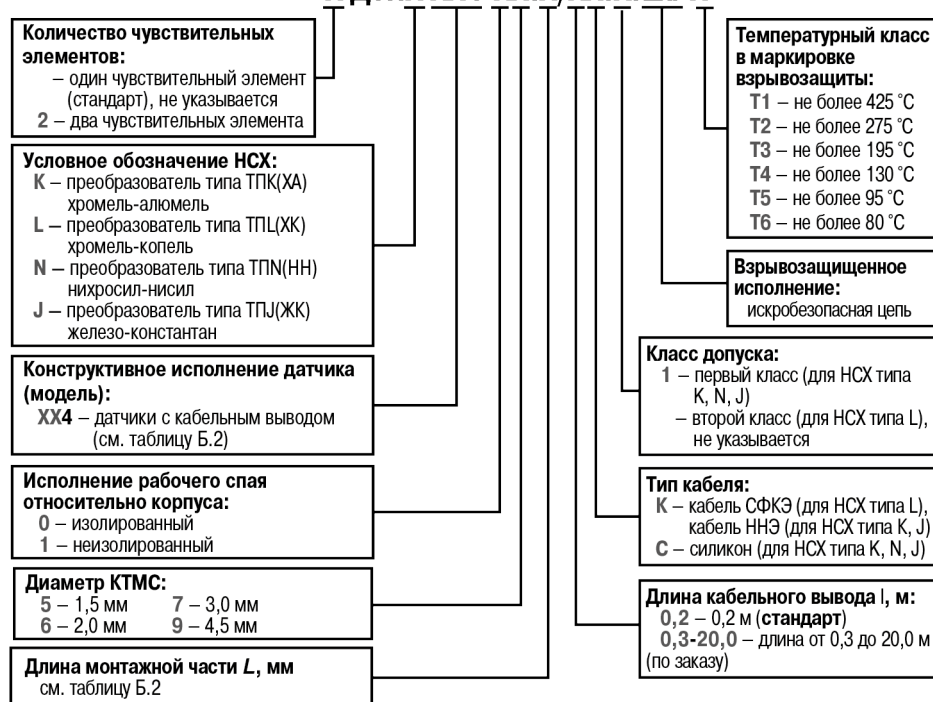 Количество чувствительных
элементов:
– один чувствительный элемент
(стандарт), не указывается
2 – два чувствительных элемента
Условное обозначение НСХ:
K – преобразователь типа ТПK(ХА)
хромель-алюмель
L – преобразователь типа ТПL(ХК)
хромель-копель
N – преобразователь типа ТПN(НН)
нихросил-нисил
J – преобразователь типа ТПJ(ЖК)
железо-константан
Конструктивное исполнение датчика
(модель):
ХХ4 – датчики с кабельным выводом
(см. таблицу Б.2)
Исполнение рабочего спая
относительно корпуса:
0 – изолированный
1 – неизолированный
Диаметр КТМС:
5 – 1,5 мм 7 – 3,0 мм
6 – 2,0 мм 9 – 4,5 мм
Длина монтажной части L, мм
см. таблицу Б.2
Температурный класс
в маркировке
взрывозащиты:
Т1 – не более 425 °С
Т2 – не более 275 °С
Т3 – не более 195 °С
Т4 – не более 130 °С
Т5 – не более 95 °С
Т6 – не более 80 °С
Взрывозащищенное
исполнение:
искробезопасная цепь
Класс допуска:
1 – первый класс (для НСХ типа
K, N, J)
– второй класс (для НСХ типа L),
не указывается
Тип кабеля:
К – кабель СФКЭ (для НСХ типа L),
кабель ННЭ (для НСХ типа K, J)
С – силикон (для НСХ типа K, N, J)
Длина кабельного вывода l, м:
0,2 – 0,2 м (стандарт)
0,3-20,0 – длина от 0,3 до 20,0 м
(по заказу)